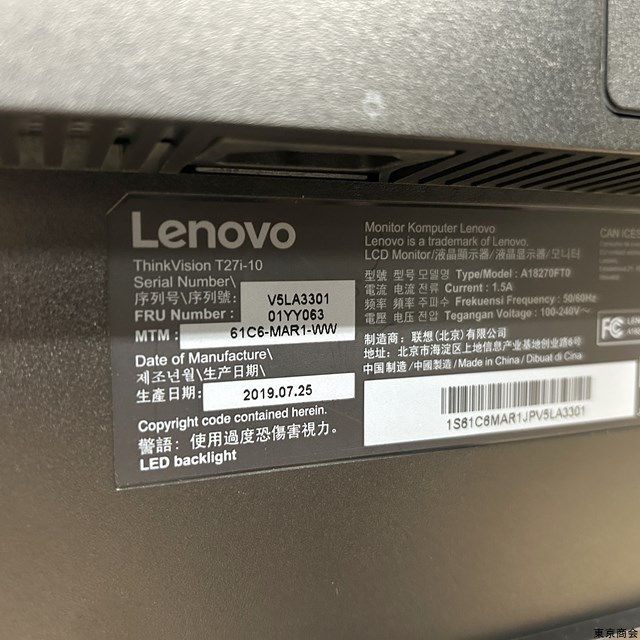 Lenovo
ThinkVision T27i-10
Serial Number\
序列号\序列號: V5LA3301
FRU Number : 01YY063
MTM : 61C6-MAR1-WW
Date of Manufacture\
제조년월\生产日期\
生產日期: 2019.07.25
Copyright code contained herein.
警語: 使用過度恐傷害視力。
LED backlight
Monitor Komputer Lenovo
Lenovo is a trademark of Lenovo.
LCD Monitor/液晶顯示器/液晶显示器/모니터
型號 型号 모델명 Type/Model : A18270FT0
電流 电流 전류 Current : 1.5A
頻率 频率 주파수 Frekuensi Frequency : 50/60Hz
電壓 电压 전압 Tegangan Voltage : 100-240V~
制造商: 联想(北京)有限公司
地址: 北京市海淀区上地信息产业基地创业路6号
中国制造/中國製造/Made in China/Dibuat di Cina
1S61C6MAR1JPV5LA3301
CAN ICES
FC
東京商会